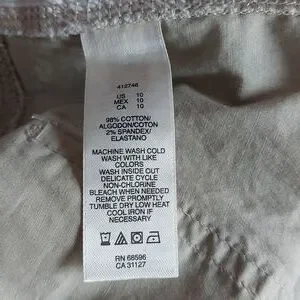 412746
US 10
MEX 10
CA 10
98% COTTON/
ALGODON/COTON
2% SPANDEX/
ELASTANO
MACHINE WASH COLD
WASH WITH LIKE
COLORS
WASH INSIDE OUT
DELICATE CYCLE
NON-CHLORINE
BLEACH WHEN NEEDED
REMOVE PROMPTLY
TUMBLE DRY LOW HEAT
COOL IRON IF
NECESSARY
RN 66596
CA 31127